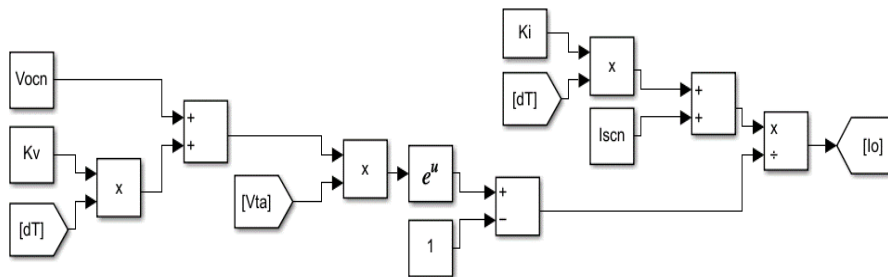 Ki
x
[dT]
Iscn
+
+
x
÷
[Io]
Vocn
+
+
Kv
x
[dT]
x
[Vta]
e^u
+
−
1